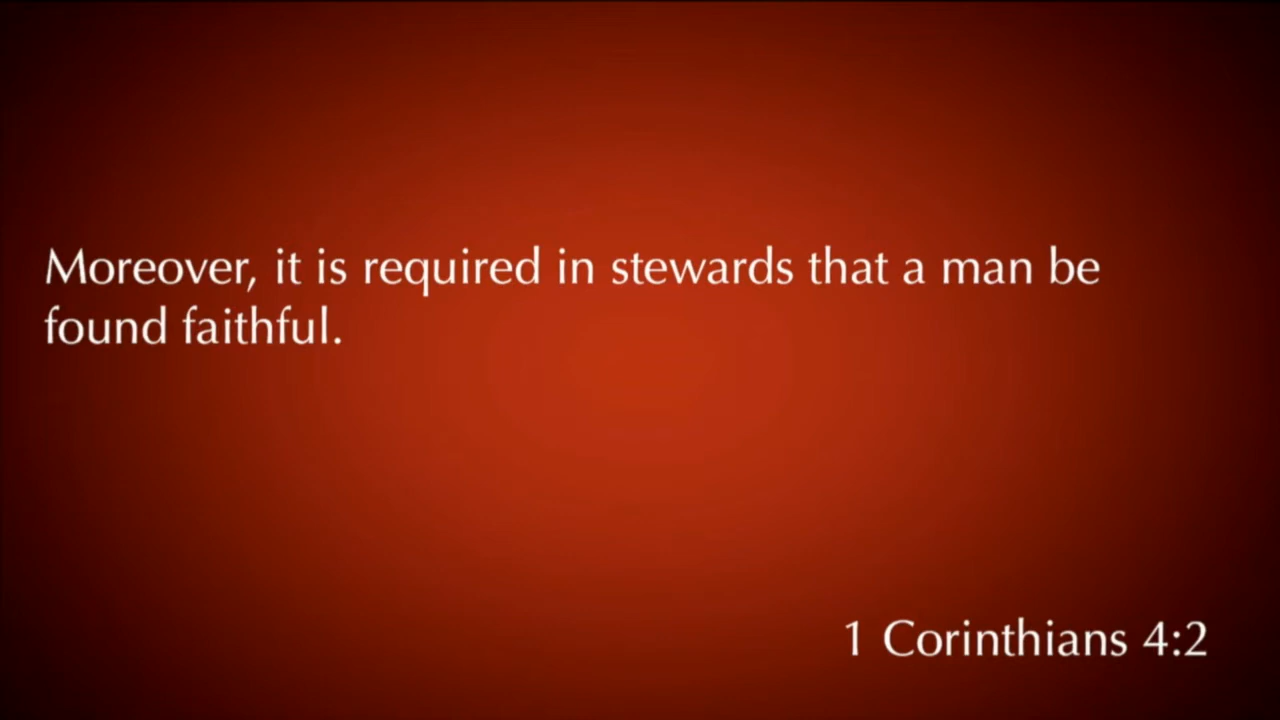 Moreover, it is required in stewards that a man be
found faithful.
1 Corinthians 4:2